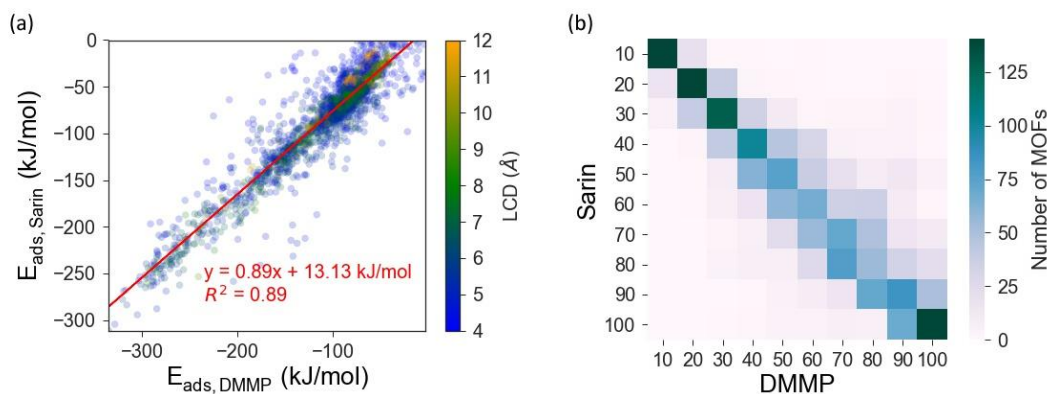 (a)
0
−50
−100
−150
−200
−250
−300
E_ads, Sarin (kJ/mol)
−300 −200 −100
E_ads, DMMP (kJ/mol)
y = 0.89x + 13.13 kJ/mol
R² = 0.89
12
11
10
9
8
7
6
5
4
LCD (Å)
(b)
10
20
30
40
50
60
70
80
90
100
Sarin
10 20 30 40 50 60 70 80 90 100
DMMP
125
100
75
50
25
0
Number of MOFs